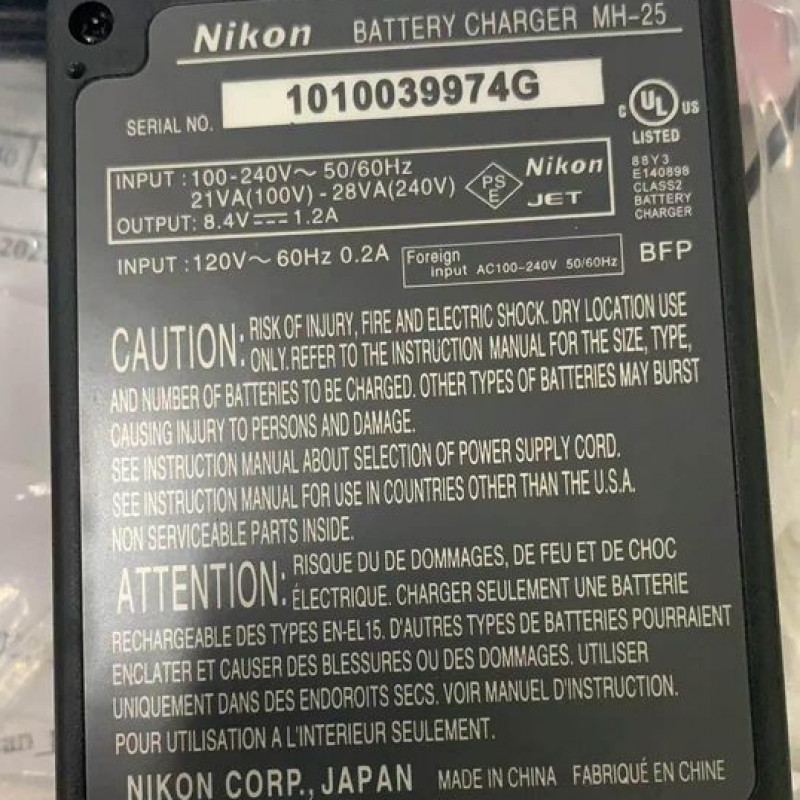 Nikon BATTERY CHARGER MH-25
SERIAL NO. 1010039974G
C UL US
LISTED
88Y3
E140898
CLASS2
BATTERY
CHARGER
INPUT : 100-240V～ 50/60Hz
21VA(100V) - 28VA(240V)
OUTPUT: 8.4V⎓ 1.2A
PS
E
Nikon
JET
INPUT : 120V～ 60Hz 0.2A
Foreign
Input AC100-240V 50/60Hz
BFP
CAUTION: RISK OF INJURY, FIRE AND ELECTRIC SHOCK. DRY LOCATION USE
ONLY. REFER TO THE INSTRUCTION MANUAL FOR THE SIZE, TYPE,
AND NUMBER OF BATTERIES TO BE CHARGED. OTHER TYPES OF BATTERIES MAY BURST
CAUSING INJURY TO PERSONS AND DAMAGE.
SEE INSTRUCTION MANUAL ABOUT SELECTION OF POWER SUPPLY CORD.
SEE INSTRUCTION MANUAL FOR USE IN COUNTRIES OTHER THAN THE U.S.A.
NON SERVICEABLE PARTS INSIDE.
ATTENTION: RISQUE DU DE DOMMAGES, DE FEU ET DE CHOC
ÉLECTRIQUE. CHARGER SEULEMENT UNE BATTERIE
RECHARGEABLE DES TYPES EN-EL15. D'AUTRES TYPES DE BATTERIES POURRAIENT
ENCLATER ET CAUSER DES BLESSURES OU DES DOMMAGES. UTILISER
UNIQUEMENT DANS DES ENDOROITS SECS. VOIR MANUEL D'INSTRUCTION.
POUR UTILISATION A L'INTERIEUR SEULEMENT.
NIKON CORP., JAPAN MADE IN CHINA FABRIQUÉ EN CHINE